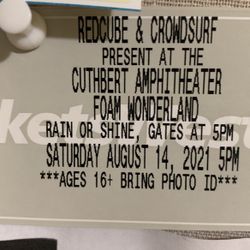 REDCUBE & CROWDSURF
PRESENT AT THE
CUTHBERT AMPHITHEATER
FOAM WONDERLAND
RAIN OR SHINE, GATES AT 5PM
SATURDAY AUGUST 14, 2021 5PM
***AGES 16+ BRING PHOTO ID***